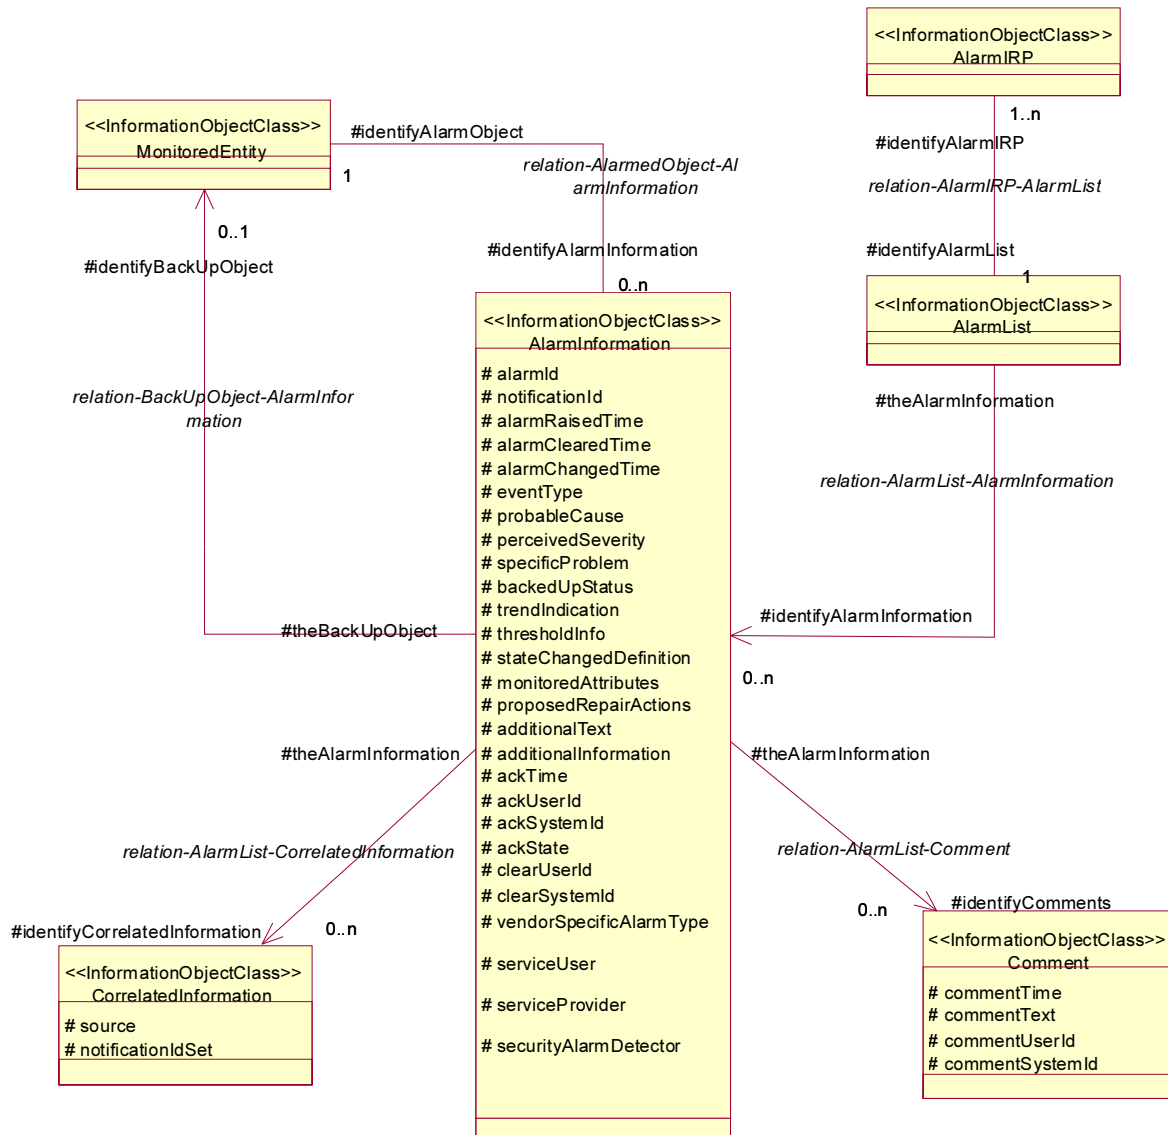 <<InformationObjectClass>>
AlarmIRP
1..n
#identifyAlarmIRP
relation-AlarmIRP-AlarmList
#identifyAlarmList
1
<<InformationObjectClass>>
AlarmList
#theAlarmInformation
relation-AlarmList-AlarmInformation
#identifyAlarmInformation
0..n
<<InformationObjectClass>>
MonitoredEntity
#identifyAlarmObject
1
relation-AlarmedObject-Al
armInformation
#identifyAlarmInformation
0..n
0..1
#identifyBackUpObject
relation-BackUpObject-AlarmInfor
mation
#theBackUpObject
<<InformationObjectClass>>
AlarmInformation
# alarmId
# notificationId
# alarmRaisedTime
# alarmClearedTime
# alarmChangedTime
# eventType
# probableCause
# perceivedSeverity
# specificProblem
# backedUpStatus
# trendIndication
# thresholdInfo
# stateChangedDefinition
# monitoredAttributes
# proposedRepairActions
# additionalText
# additionalInformation
# ackTime
# ackUserId
# ackSystemId
# ackState
# clearUserId
# clearSystemId
# vendorSpecificAlarmType
# serviceUser
# serviceProvider
# securityAlarmDetector
#theAlarmInformation
relation-AlarmList-CorrelatedInformation
0..n
#identifyCorrelatedInformation
<<InformationObjectClass>>
CorrelatedInformation
# source
# notificationIdSet
#theAlarmInformation
relation-AlarmList-Comment
0..n
#identifyComments
<<InformationObjectClass>>
Comment
# commentTime
# commentText
# commentUserId
# commentSystemId